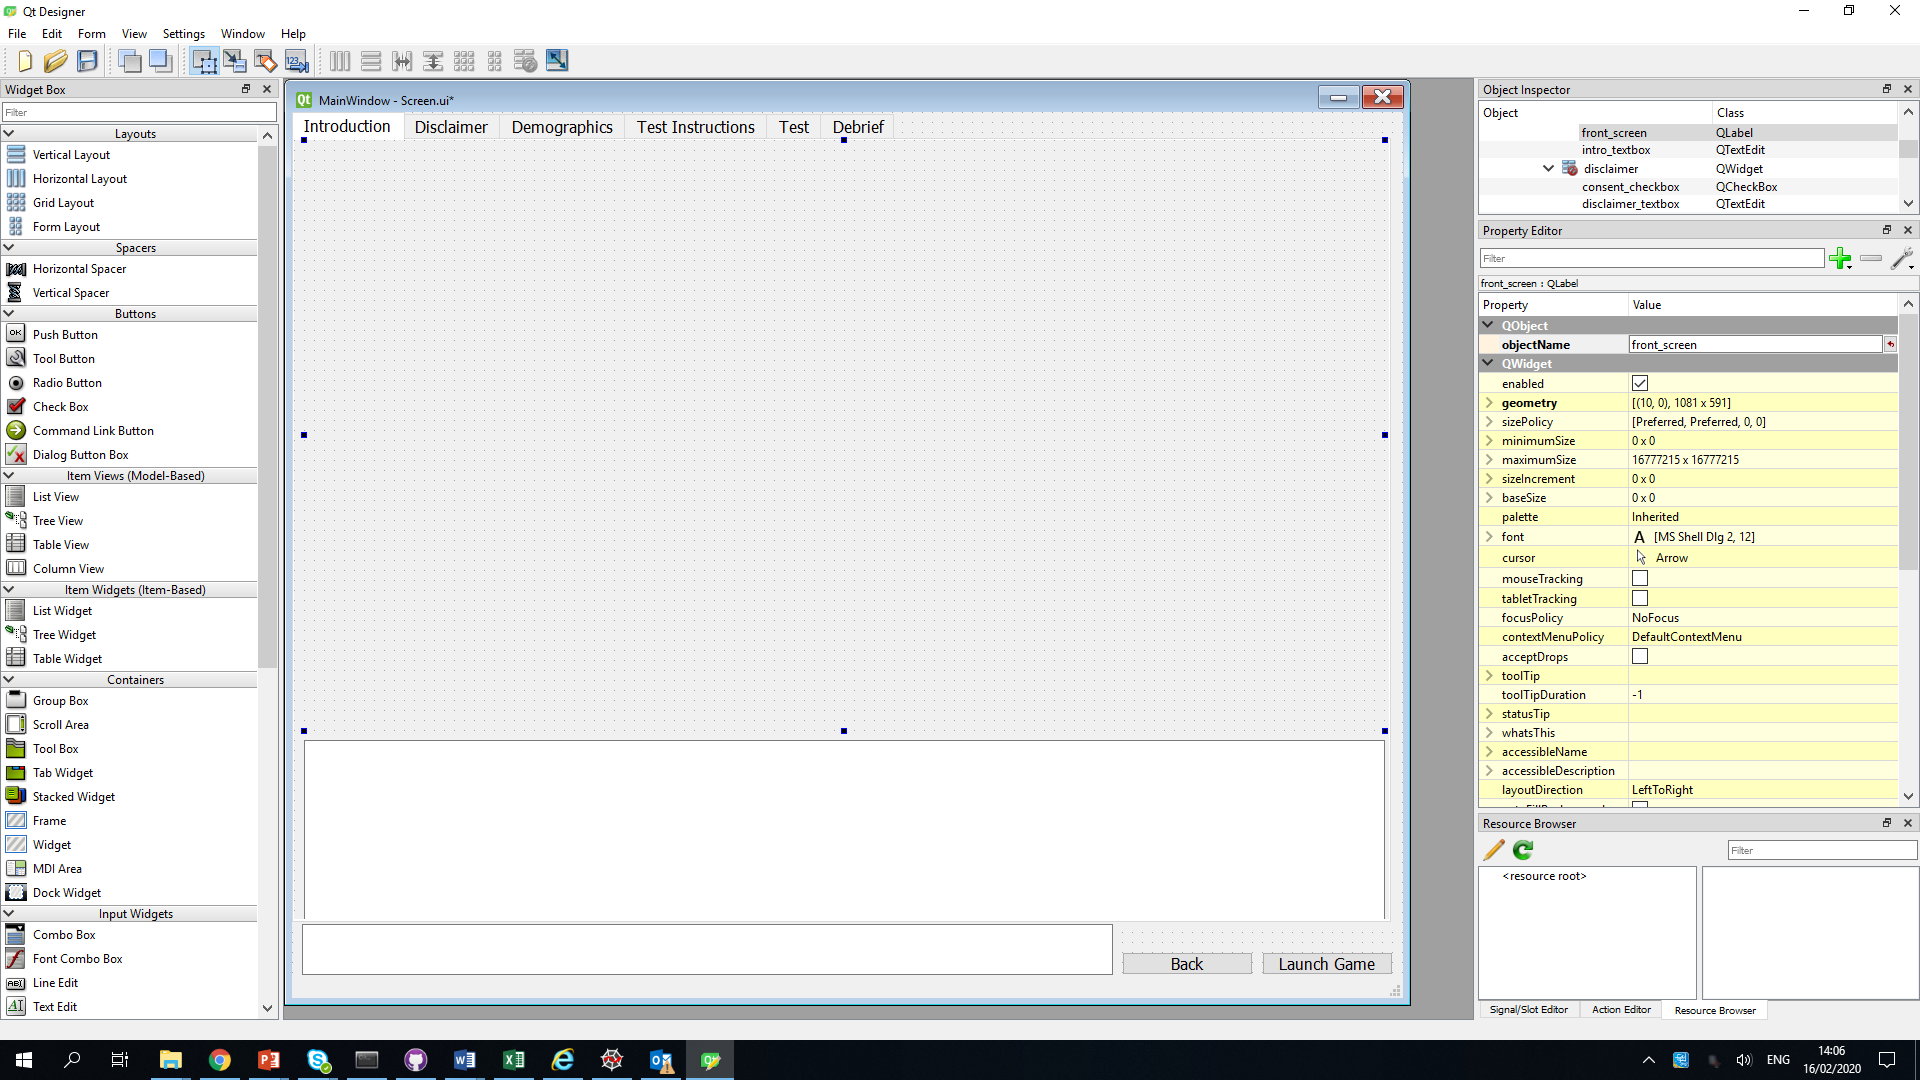 Qt Designer
File Edit Form View Settings Window Help
Widget Box
Filter
Layouts
Vertical Layout
Horizontal Layout
Grid Layout
Form Layout
Spacers
Horizontal Spacer
Vertical Spacer
Buttons
OK Push Button
Tool Button
Radio Button
Check Box
Command Link Button
Dialog Button Box
Item Views (Model-Based)
List View
Tree View
Table View
Column View
Item Widgets (Item-Based)
List Widget
Tree Widget
Table Widget
Containers
Group Box
Scroll Area
Tool Box
Tab Widget
Stacked Widget
Frame
Widget
MDI Area
Dock Widget
Input Widgets
Combo Box
Font Combo Box
Line Edit
Text Edit
MainWindow - Screen.ui*
Introduction Disclaimer Demographics Test Instructions Test Debrief
Back Launch Game
Object Inspector
Object Class
front_screen QLabel
intro_textbox QTextEdit
disclaimer QWidget
consent_checkbox QCheckBox
disclaimer_textbox QTextEdit
Property Editor
Filter
front_screen : QLabel
Property Value
QObject
objectName front_screen
QWidget
enabled
geometry [(10, 0), 1081 x 591]
sizePolicy [Preferred, Preferred, 0, 0]
minimumSize 0 x 0
maximumSize 16777215 x 16777215
sizeIncrement 0 x 0
baseSize 0 x 0
palette Inherited
font A [MS Shell Dlg 2, 12]
cursor Arrow
mouseTracking
tabletTracking
focusPolicy NoFocus
contextMenuPolicy DefaultContextMenu
acceptDrops
toolTip
toolTipDuration -1
statusTip
whatsThis
accessibleName
accessibleDescription
layoutDirection LeftToRight
Resource Browser
Filter
<resource root>
Signal/Slot Editor Action Editor Resource Browser
ENG
14:06
16/02/2020